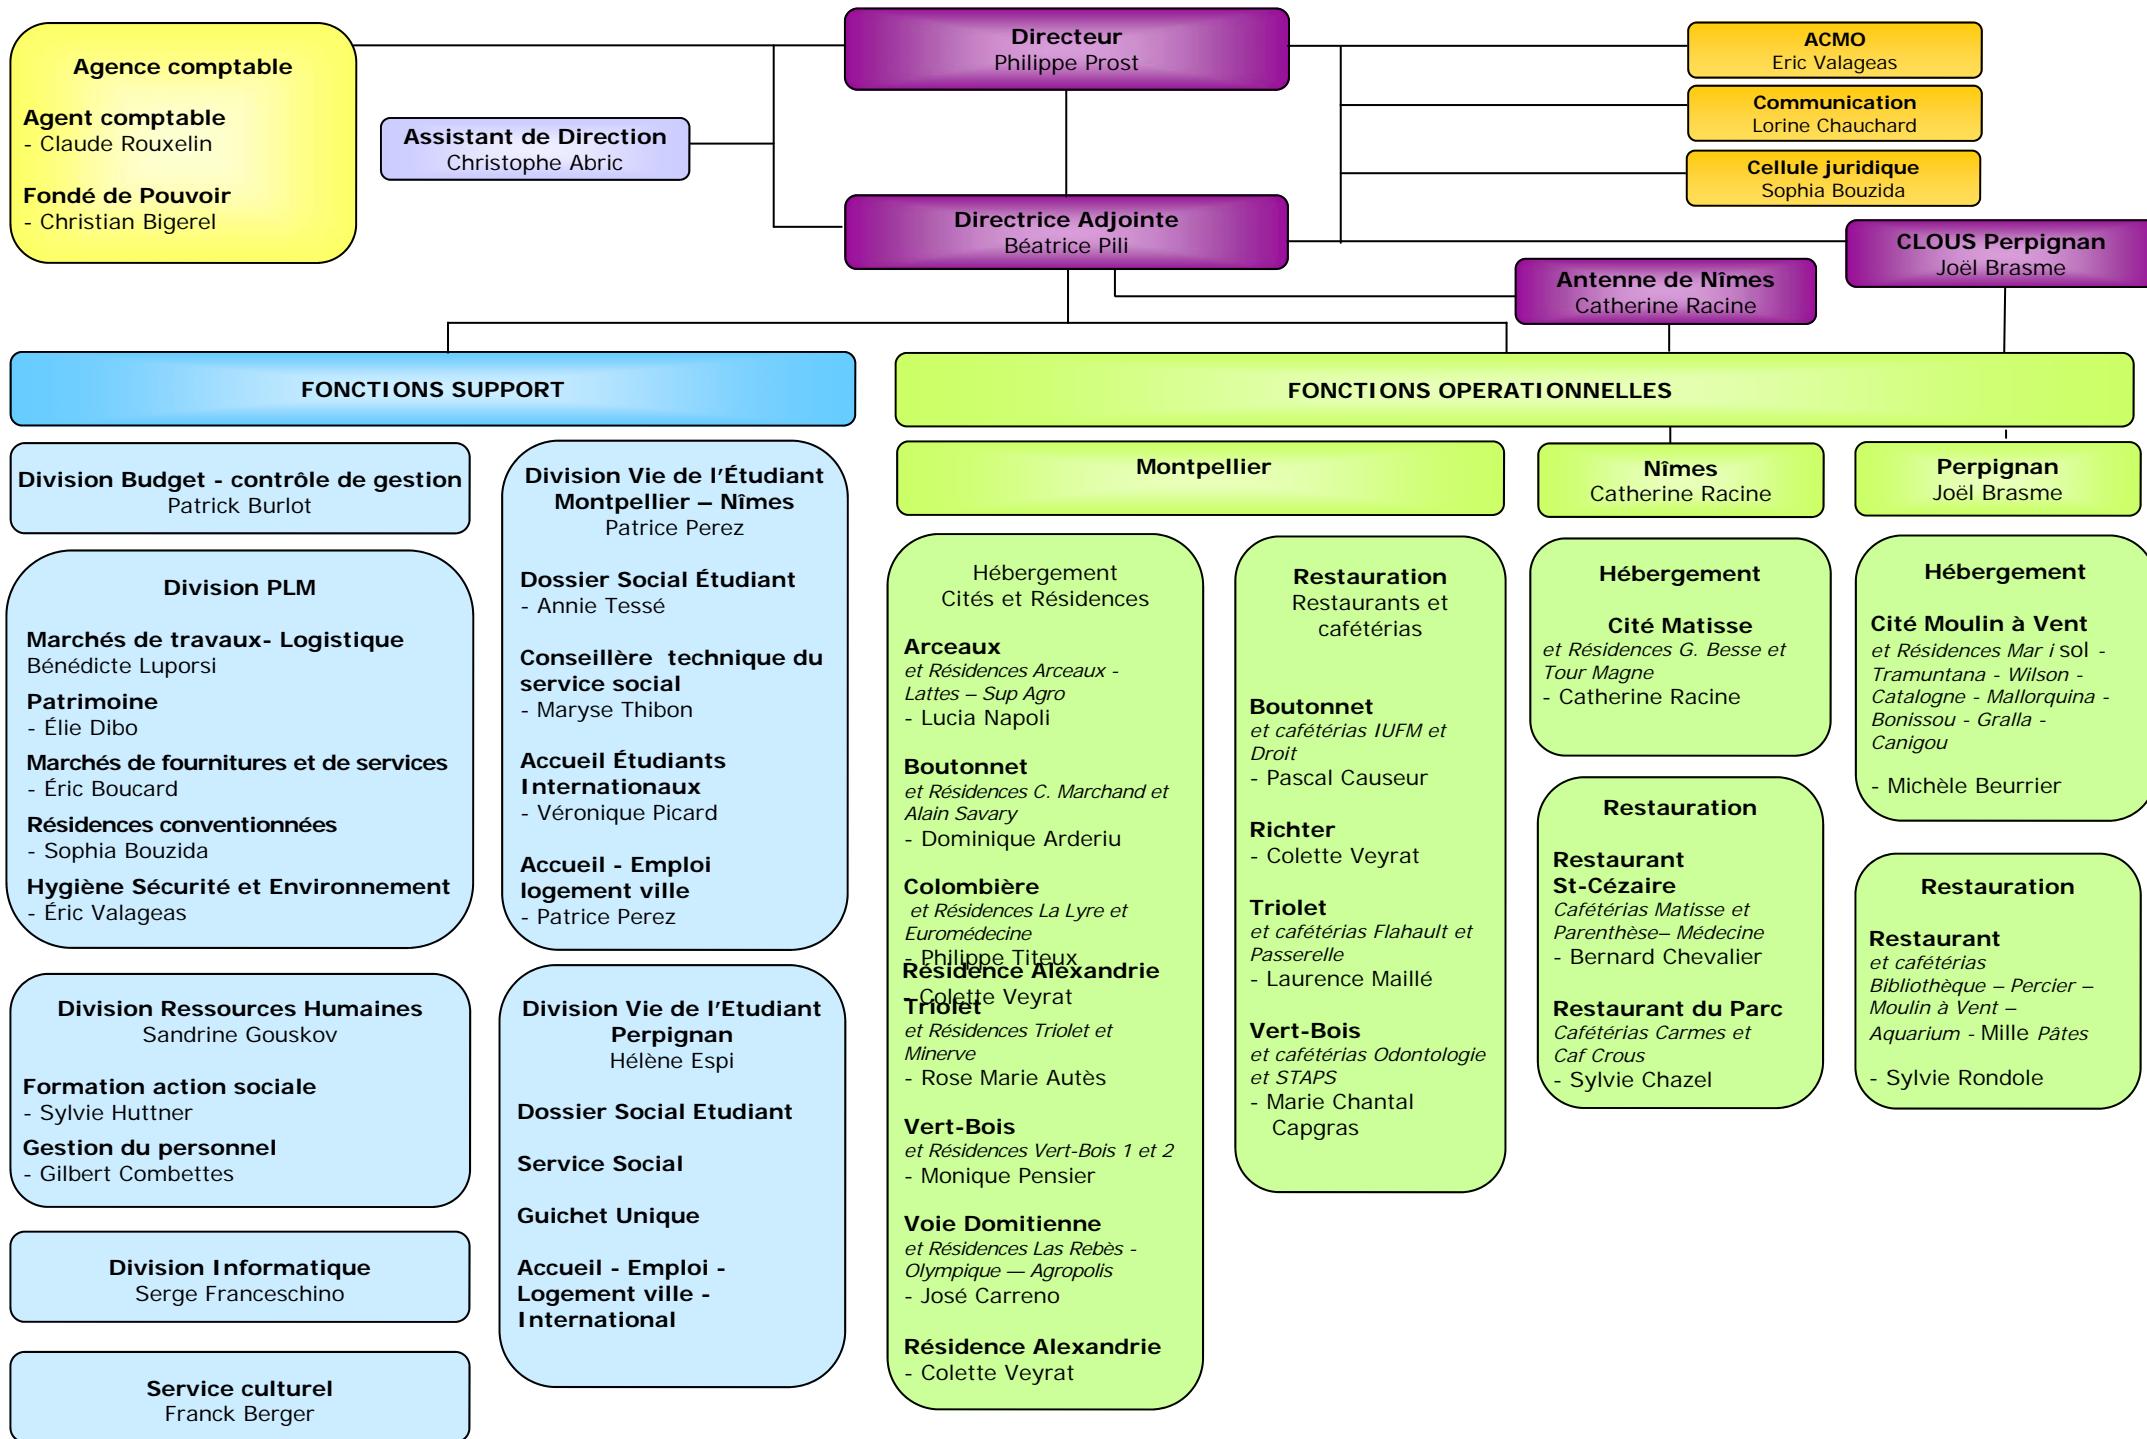 Agence comptable
Agent comptable
- Claude Rouxelin
Fondé de Pouvoir
- Christian Bigerel
Directeur
Philippe Prost
Assistant de Direction
Christophe Abric
Directrice Adjointe
Béatrice Pili
ACMO
Eric Valageas
Communication
Lorine Chauchard
Cellule juridique
Sophia Bouzida
CLOUS Perpignan
Joël Brasme
Antenne de Nîmes
Catherine Racine
FONCTIONS SUPPORT
Division Budget - contrôle de gestion
Patrick Burlot
Division PLM
Marchés de travaux- Logistique
Bénédicte Luporsi
Patrimoine
- Élie Dibo
Marchés de fournitures et de services
- Éric Boucard
Résidences conventionnées
- Sophia Bouzida
Hygiène Sécurité et Environnement
- Éric Valageas
Division Ressources Humaines
Sandrine Gouskov
Formation action sociale
- Sylvie Huttner
Gestion du personnel
- Gilbert Combettes
Division Informatique
Serge Franceschino
Service culturel
Franck Berger
Division Vie de l'Étudiant
Montpellier – Nîmes
Patrice Perez
Dossier Social Étudiant
- Annie Tessé
Conseillère technique du
service social
- Maryse Thibon
Accueil Étudiants
Internationaux
- Véronique Picard
Accueil - Emploi
logement ville
- Patrice Perez
Division Vie de l'Etudiant
Perpignan
Hélène Espi
Dossier Social Etudiant
Service Social
Guichet Unique
Accueil - Emploi -
Logement ville -
International
FONCTIONS OPERATIONNELLES
Montpellier
Hébergement
Cités et Résidences
Arceaux
et Résidences Arceaux -
Lattes – Sup Agro
- Lucia Napoli
Boutonnet
et Résidences C. Marchand et
Alain Savary
- Dominique Arderiu
Colombière
et Résidences La Lyre et
Euromédecine
- Philippe Titeux
Résidence Alexandrie
- Colette Veyrat
Triolet
et Résidences Triolet et
Minerve
- Rose Marie Autès
Vert-Bois
et Résidences Vert-Bois 1 et 2
- Monique Pensier
Voie Domitienne
et Résidences Las Rebès -
Olympique — Agropolis
- José Carreno
Résidence Alexandrie
- Colette Veyrat
Restauration
Restaurants et
cafétérias
Boutonnet
et cafétérias IUFM et
Droit
- Pascal Causeur
Richter
- Colette Veyrat
Triolet
et cafétérias Flahault et
Passerelle
- Laurence Maillé
Vert-Bois
et cafétérias Odontologie
et STAPS
- Marie Chantal
Capgras
Nîmes
Catherine Racine
Hébergement
Cité Matisse
et Résidences G. Besse et
Tour Magne
- Catherine Racine
Restauration
Restaurant
St-Cézaire
Cafétérias Matisse et
Parenthèse– Médecine
- Bernard Chevalier
Restaurant du Parc
Cafétérias Carmes et
Caf Crous
- Sylvie Chazel
Perpignan
Joël Brasme
Hébergement
Cité Moulin à Vent
et Résidences Mar i sol -
Tramuntana - Wilson -
Catalogne - Mallorquina -
Bonissou - Gralla -
Canigou
- Michèle Beurrier
Restauration
Restaurant
et cafétérias
Bibliothèque – Percier –
Moulin à Vent –
Aquarium - Mille Pâtes
- Sylvie Rondole